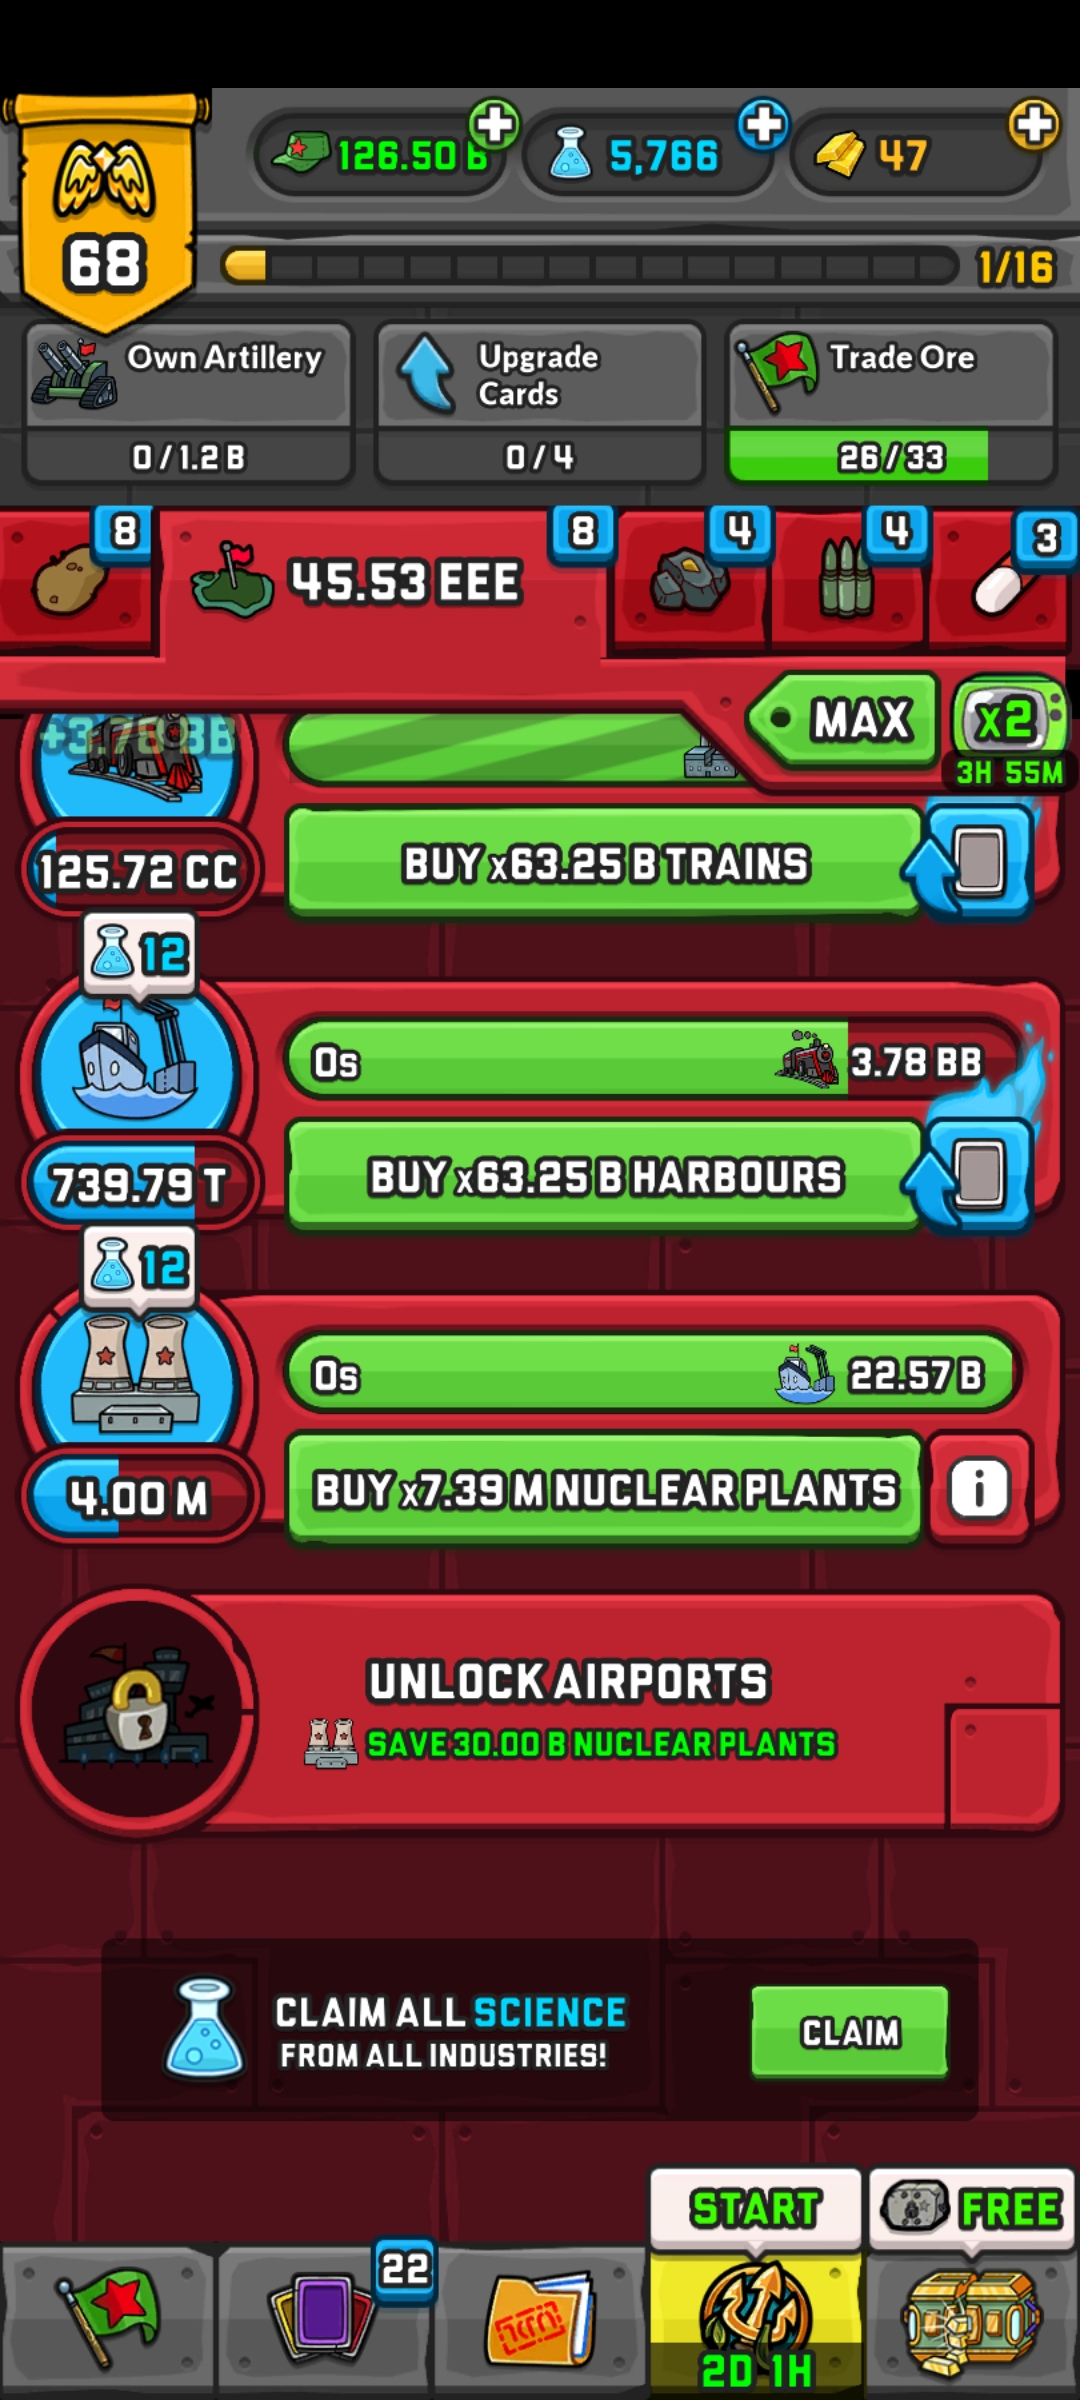 126.50 B
5,766
47
68
1/16
Own Artillery
0/1.2 B
Upgrade
Cards
0/4
Trade Ore
26/33
8
45.53 EEE
8
4
4
3
MAX
x2
3H 55M
+3.78 BB
125.72 CC
BUY x63.25 B TRAINS
12
0s
3.78 BB
739.79 T
BUY x63.25 B HARBOURS
12
0s
22.57 B
4.00 M
BUY x7.39 M NUCLEAR PLANTS
i
UNLOCK AIRPORTS
SAVE 30.00 B NUCLEAR PLANTS
CLAIM ALL SCIENCE
FROM ALL INDUSTRIES!
CLAIM
START
FREE
22
2D 1H